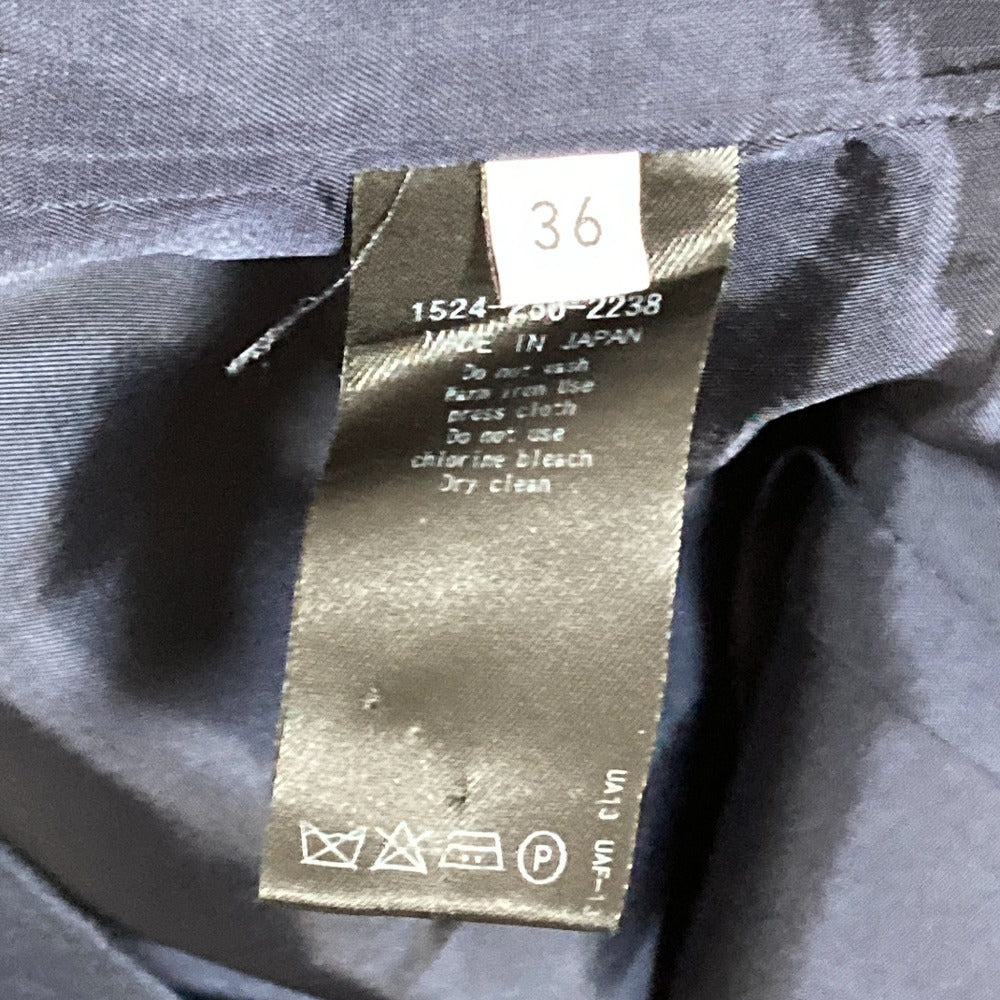 36
1524-230-2238
MADE IN JAPAN
Do not wash
Warm iron Use
press cloth
Do not use
chlorine bleach
Dry clean
P